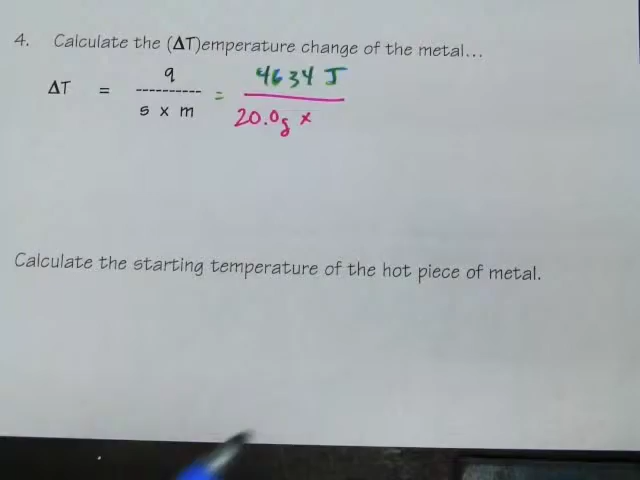 4. Calculate the (ΔT)emperature change of the metal...
q 4634 J
ΔT = ---------- = 
s x m 20.0g x
Calculate the starting temperature of the hot piece of metal.